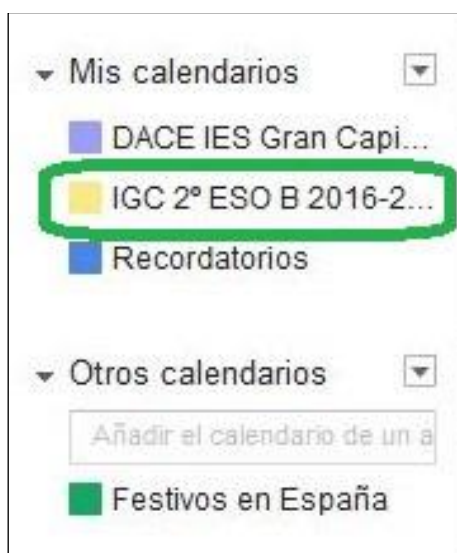 Mis calendarios
DACE IES Gran Capi...
IGC 2º ESO B 2016-2...
Recordatorios
Otros calendarios
Añadir el calendario de un a
Festivos en España